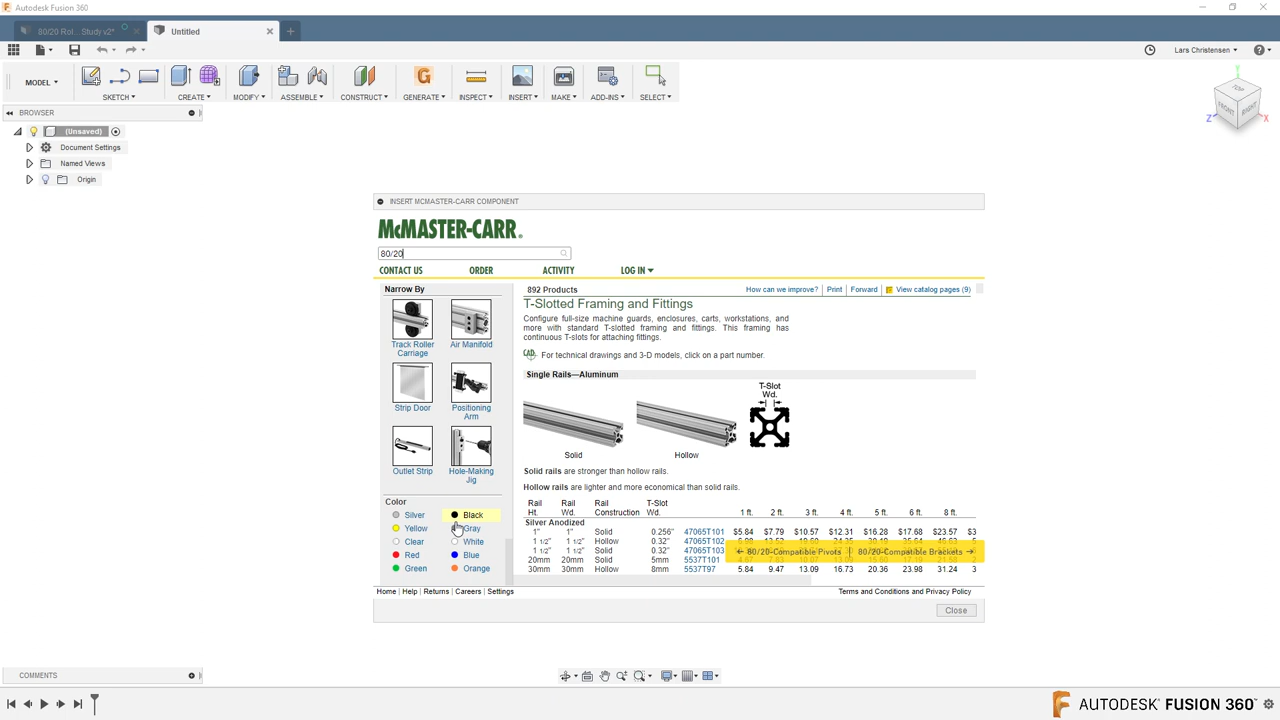 Autodesk Fusion 360
80/20 Rol... Study v2*
Untitled
Lars Christensen
MODEL
SKETCH
CREATE
MODIFY
ASSEMBLE
CONSTRUCT
GENERATE
INSPECT
INSERT
MAKE
ADD-INS
SELECT
BROWSER
(Unsaved)
Document Settings
Named Views
Origin
TOP
FRONT
RIGHT
Y
Z
X
INSERT MCMASTER-CARR COMPONENT
McMASTER-CARR.
80/20
CONTACT US ORDER ACTIVITY LOG IN
Narrow By
Track Roller Carriage
Air Manifold
Strip Door
Positioning Arm
Outlet Strip
Hole-Making Jig
Color
Silver Black
Yellow Gray
Clear White
Red Blue
Green Orange
892 Products
How can we improve? Print Forward View catalog pages (9)
T-Slotted Framing and Fittings
Configure full-size machine guards, enclosures, carts, workstations, and
more with standard T-slotted framing and fittings. This framing has
continuous T-slots for attaching fittings.
CAD For technical drawings and 3-D models, click on a part number.
Single Rails—Aluminum
T-Slot
Wd.
Solid
Hollow
Solid rails are stronger than hollow rails.
Hollow rails are lighter and more economical than solid rails.
Rail Ht. Rail Wd. Rail Construction T-Slot Wd. 1 ft. 2 ft. 3 ft. 4 ft. 5 ft. 6 ft. 8 ft.
Silver Anodized
1" 1" Solid 0.256" 47065T101 $5.84 $7.79 $10.57 $12.31 $16.28 $17.68 $23.57 $3
1 1/2" 1 1/2" Hollow 0.32" 47065T102
1 1/2" 1 1/2" Solid 0.32" 47065T103
80/20-Compatible Pivots | 80/20-Compatible Brackets
20mm 20mm Solid 5mm 5537T101
30mm 30mm Hollow 8mm 5537T97 5.84 9.47 13.09 16.73 20.36 23.98 31.24 3
Home | Help | Returns | Careers | Settings
Terms and Conditions and Privacy Policy
Close
COMMENTS
AUTODESK® FUSION 360™